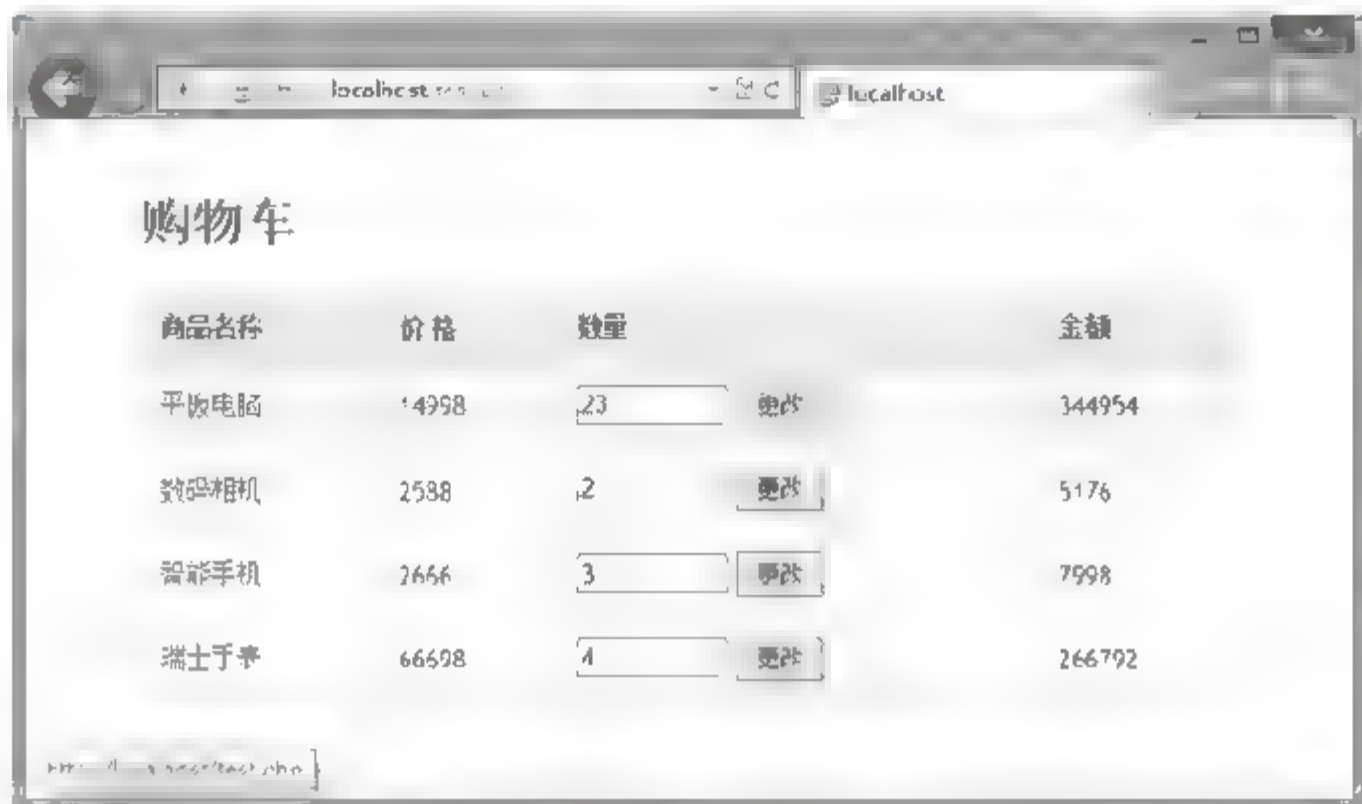 localhost
localhost
购物车
商品名称 价格 数量 金额
平板电脑 14998 23 更改 344954
数码相机 2588 2 更改 5176
智能手机 2666 3 更改 7998
瑞士手表 66698 4 更改 266792